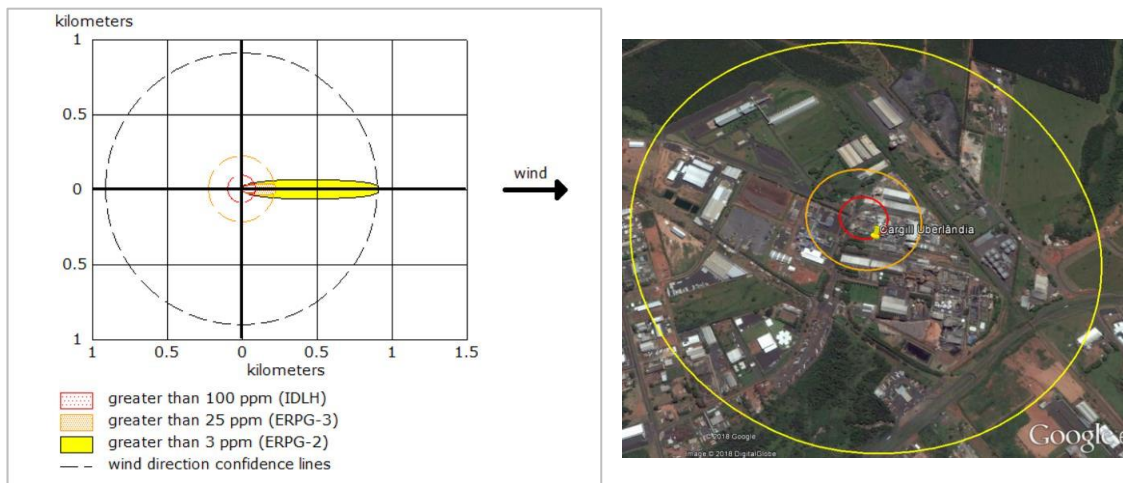 kilometers
1
0.5
0
0.5
1
1
0.5
0
0.5
1
1.5
kilometers
wind
greater than 100 ppm (IDLH)
greater than 25 ppm (ERPG-3)
greater than 3 ppm (ERPG-2)
wind direction confidence lines
Cargill Uberlândia
© 2018 Google
Image © 2018 DigitalGlobe
Google e